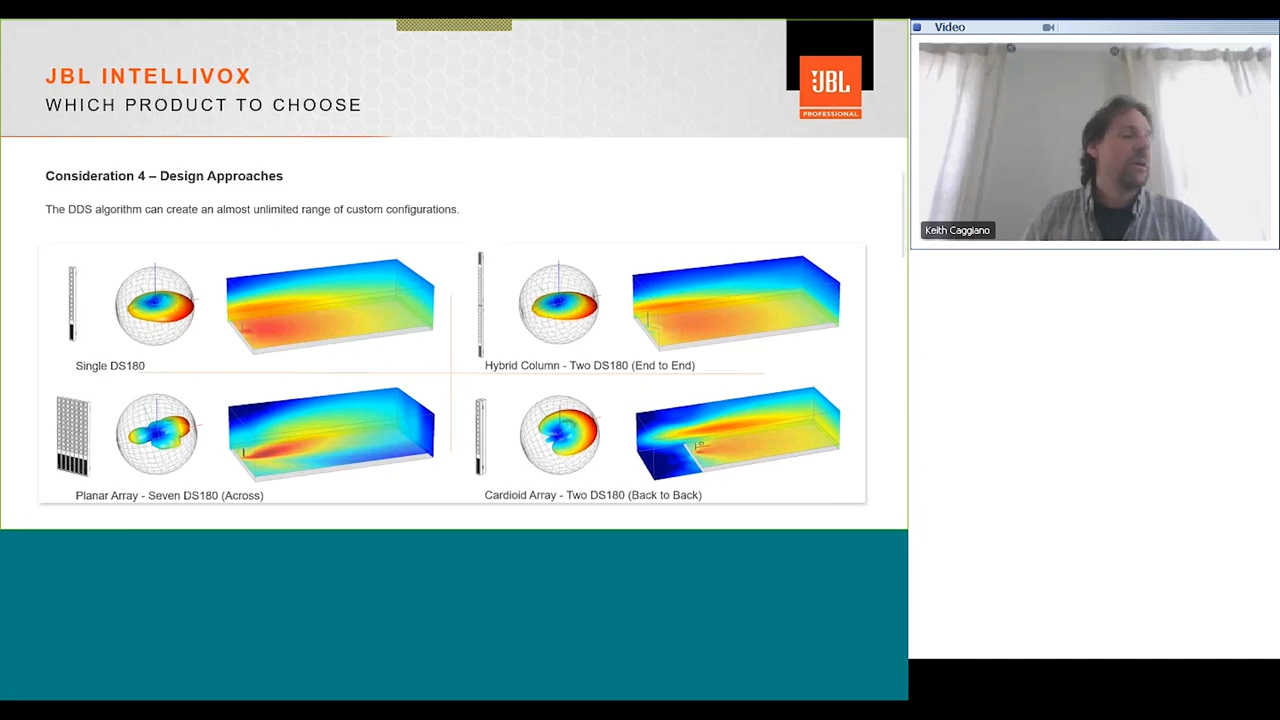 JBL INTELLIVOX
WHICH PRODUCT TO CHOOSE
JBL
PROFESSIONAL
Consideration 4 – Design Approaches
The DDS algorithm can create an almost unlimited range of custom configurations.
Single DS180
Hybrid Column - Two DS180 (End to End)
Planar Array - Seven DS180 (Across)
Cardioid Array - Two DS180 (Back to Back)
Video
Keith Caggiano